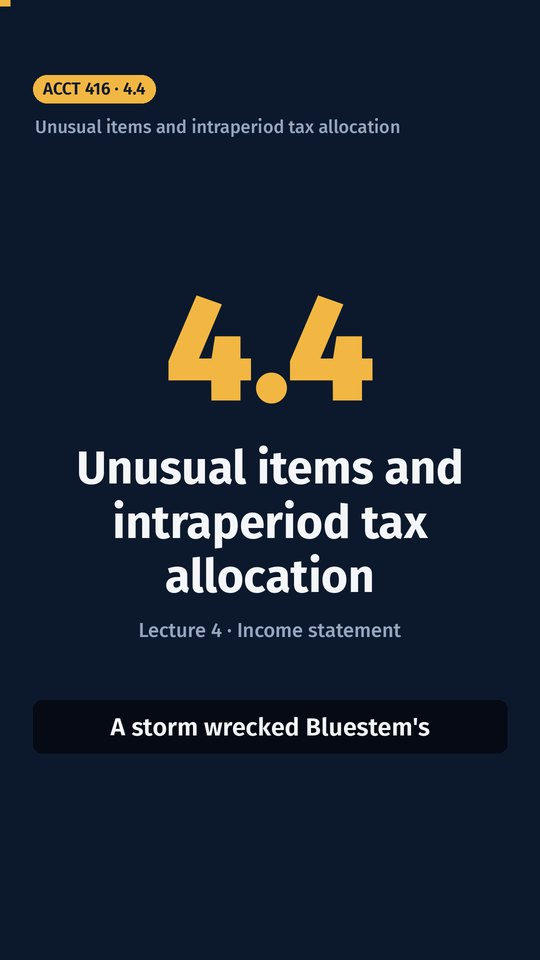 ACCT 416 · 4.4
Unusual items and intraperiod tax allocation
4.4
Unusual items and
intraperiod tax
allocation
Lecture 4 · Income statement
A storm wrecked Bluestem's